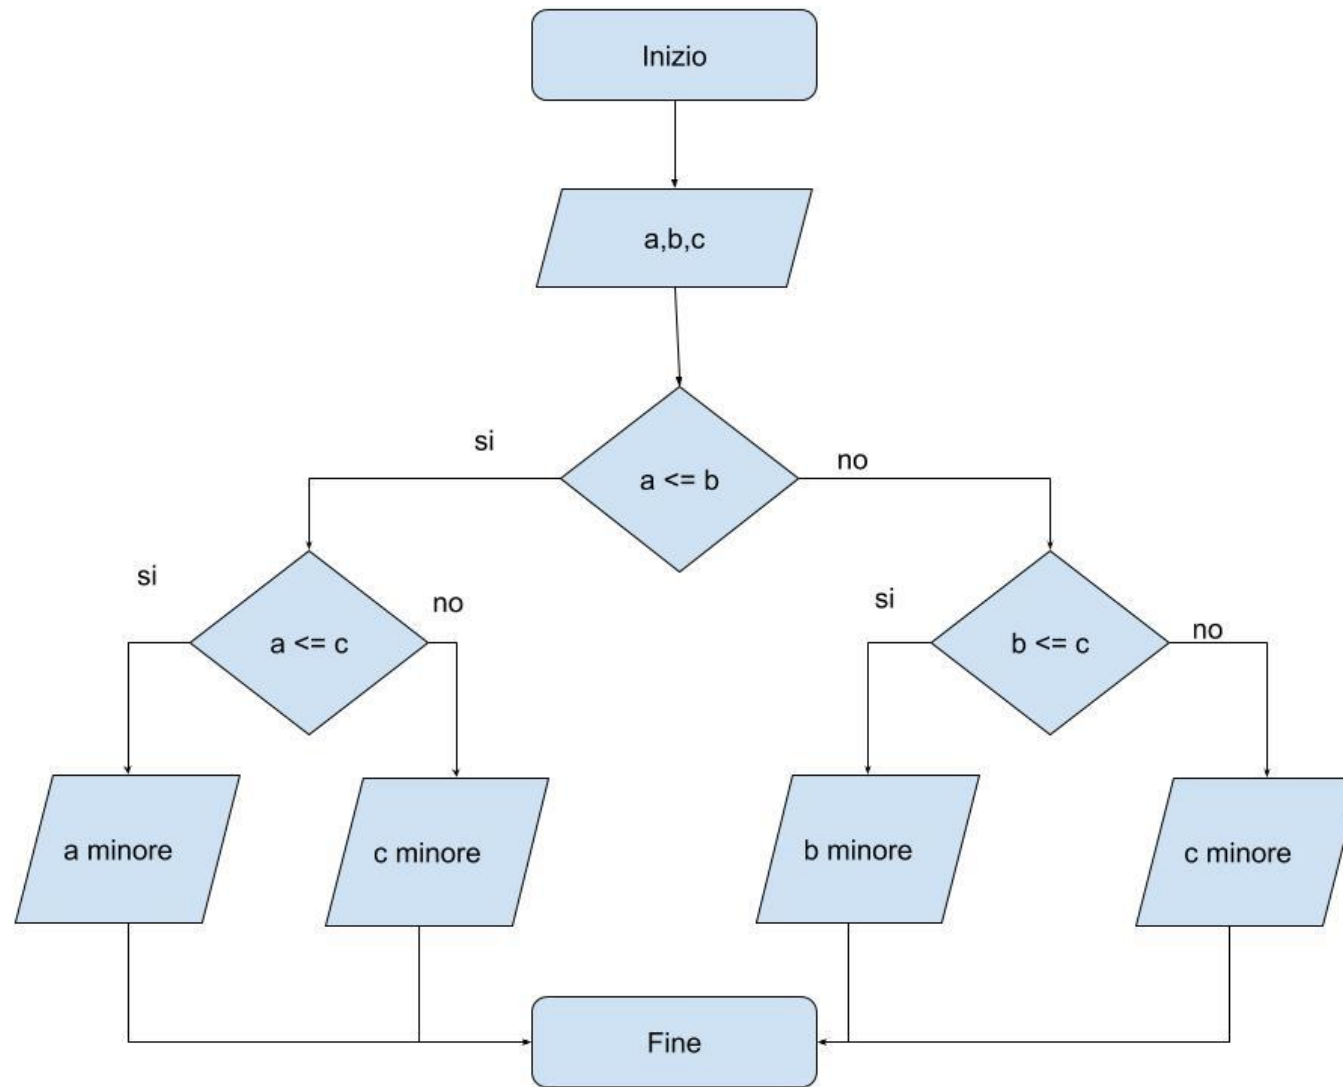 Inizio
a,b,c
a <= b
si
no
a <= c
si
no
b <= c
si
no
a minore
c minore
b minore
c minore
Fine